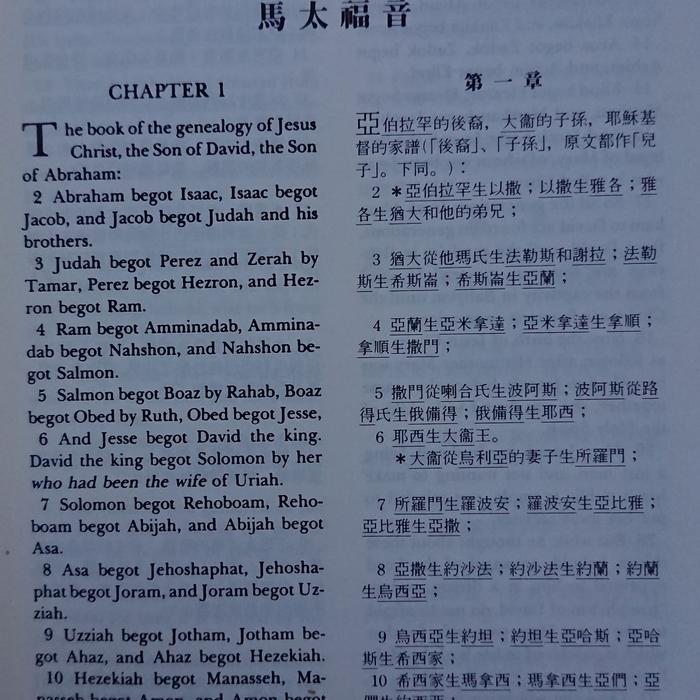 馬太福音
CHAPTER 1
The book of the genealogy of Jesus
Christ, the Son of David, the Son
of Abraham:
2 Abraham begot Isaac, Isaac begot
Jacob, and Jacob begot Judah and his
brothers.
3 Judah begot Perez and Zerah by
Tamar, Perez begot Hezron, and Hez-
ron begot Ram.
4 Ram begot Amminadab, Ammina-
dab begot Nahshon, and Nahshon be-
got Salmon.
5 Salmon begot Boaz by Rahab, Boaz
begot Obed by Ruth, Obed begot Jesse,
6 And Jesse begot David the king.
David the king begot Solomon by her
who had been the wife of Uriah.
7 Solomon begot Rehoboam, Reho-
boam begot Abijah, and Abijah begot
Asa.
8 Asa begot Jehoshaphat, Jehosha-
phat begot Joram, and Joram begot Uz-
ziah.
9 Uzziah begot Jotham, Jotham be-
got Ahaz, and Ahaz begot Hezekiah.
10 Hezekiah begot Manasseh, Ma-
nasseh begot Amon, and Amon begot
第一章
亞伯拉罕的後裔，大衞的子孫，耶穌基
督的家譜(「後裔」、「子孫」，原文都作「兒
子」。下同。)：
2 *亞伯拉罕生以撒；以撒生雅各；雅
各生猶大和他的弟兄；
3 猶大從他瑪氏生法勒斯和謝拉；法勒
斯生希斯崙；希斯崙生亞蘭；
4 亞蘭生亞米拿達；亞米拿達生拿順；
拿順生撒門；
5 撒門從喇合氏生波阿斯；波阿斯從路
得氏生俄備得；俄備得生耶西；
6 耶西生大衞王。
*大衞從烏利亞的妻子生所羅門；
7 所羅門生羅波安；羅波安生亞比雅；
亞比雅生亞撒；
8 亞撒生約沙法；約沙法生約蘭；約蘭
生烏西亞；
9 烏西亞生約坦；約坦生亞哈斯；亞哈
斯生希西家；
10 希西家生瑪拿西；瑪拿西生亞們；亞
們生約西亞；